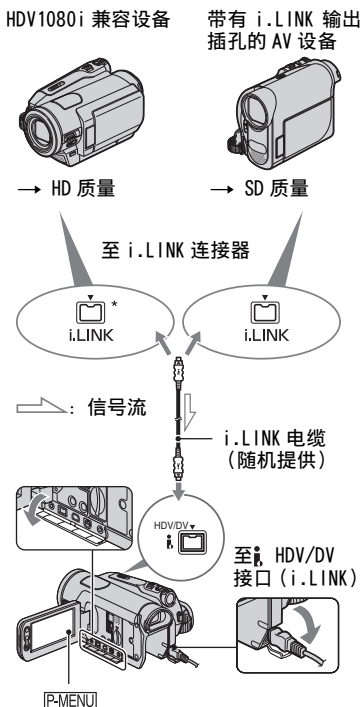 HDV1080i 兼容设备
带有 i.LINK 输出
插孔的 AV 设备
→ HD 质量
→ SD 质量
至 i.LINK 连接器
*
i.LINK
i.LINK
: 信号流
i.LINK 电缆
(随机提供)
HDV/DV
至 HDV/DV
接口 (i.LINK)
P-MENU